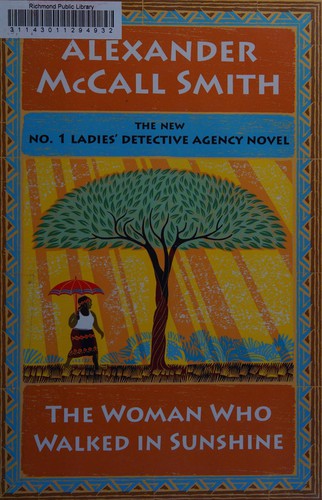 Richmond Public Library
31143011294932
ALEXANDER
MCCALL SMITH
THE NEW
NO. 1 LADIES' DETECTIVE AGENCY NOVEL
THE WOMAN WHO
WALKED IN SUNSHINE